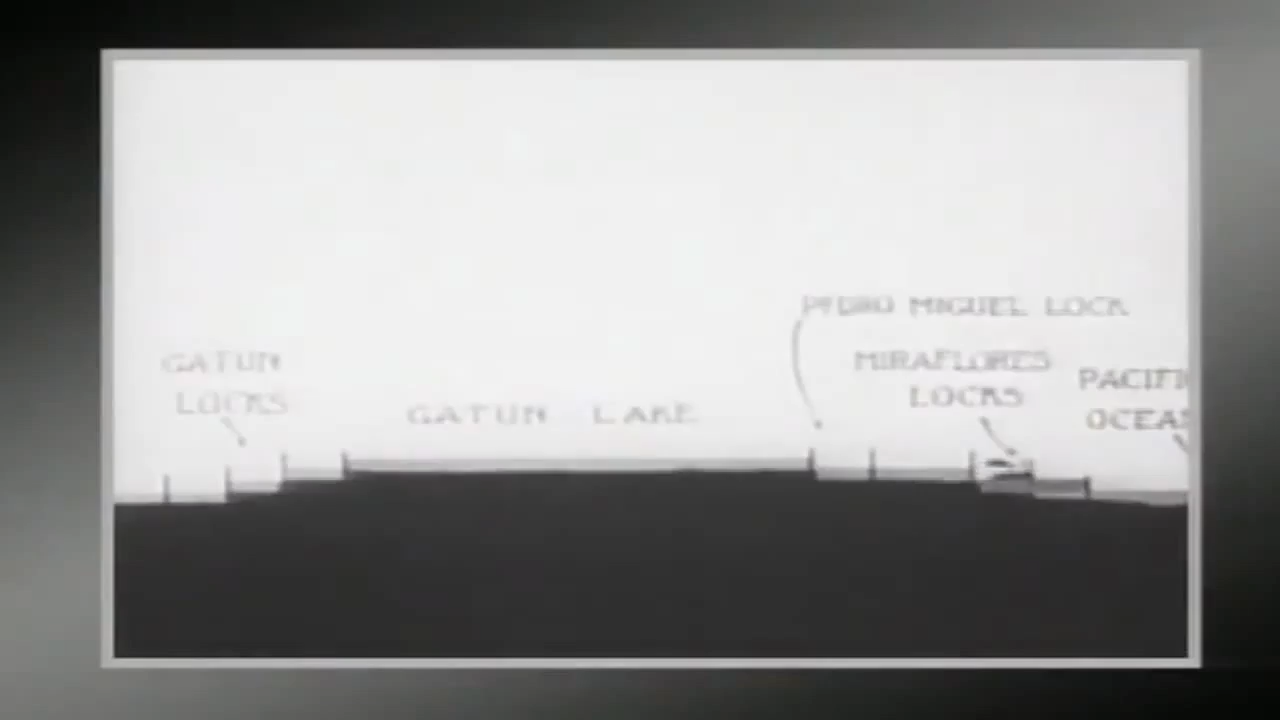 PEDRO MIGUEL LOCK
GATUN
LOCKS
MIRAFLORES
LOCKS
PACIFI
OCEA
GATUN LAKE